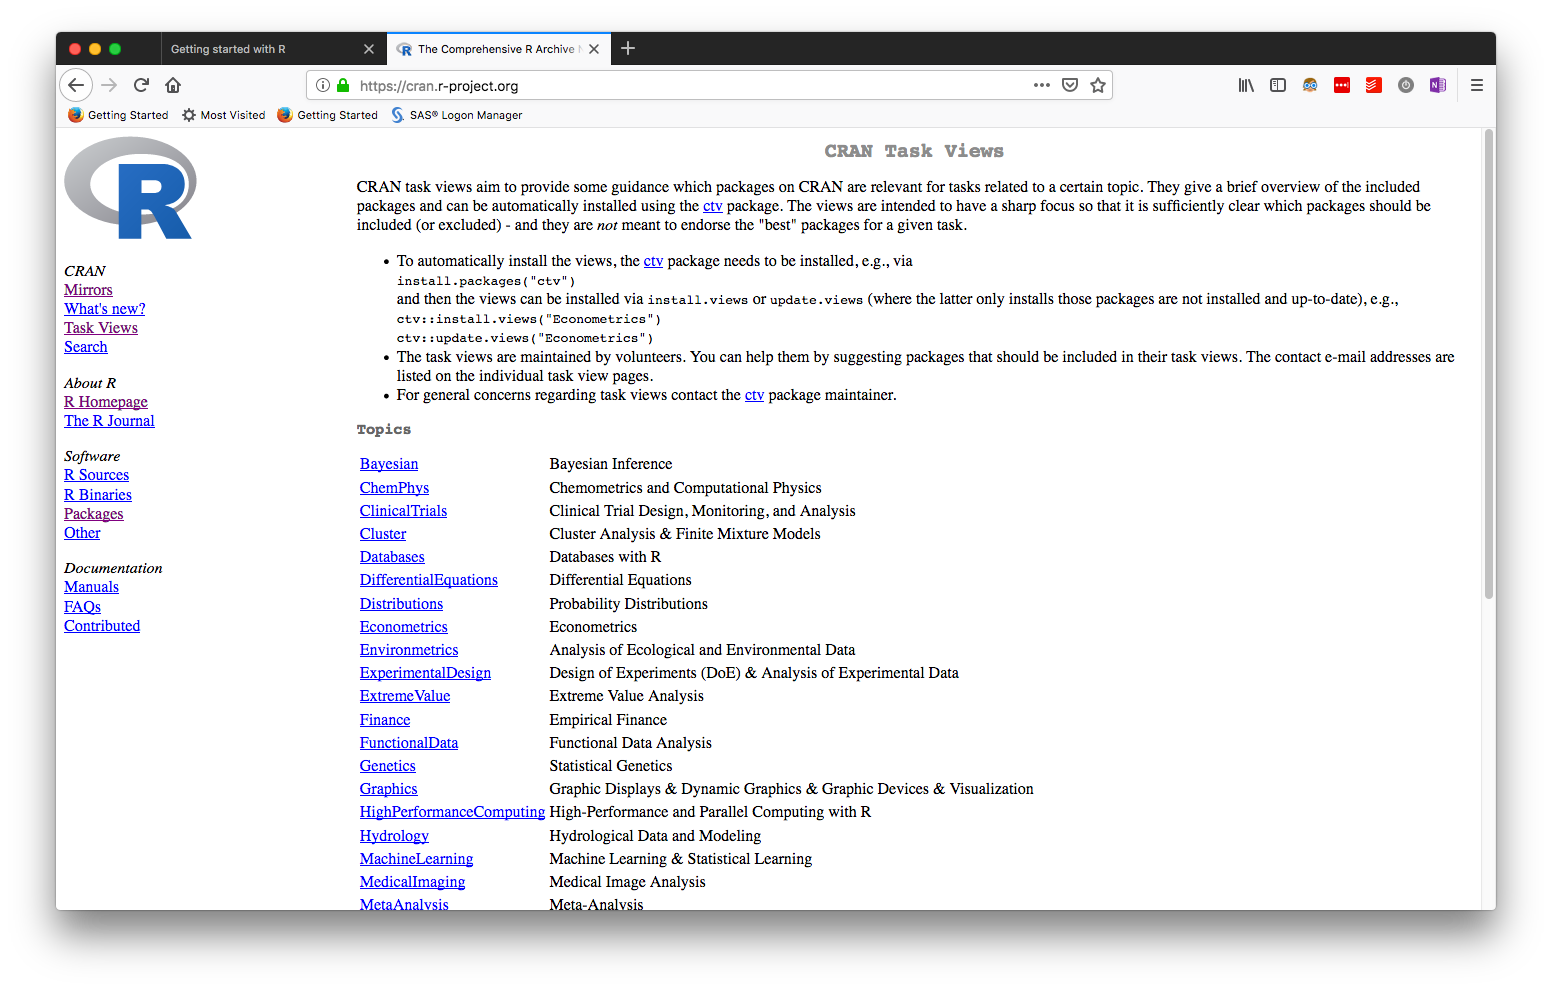 Getting started with R
The Comprehensive R Archive
https://cran.r-project.org
Getting Started
Most Visited
Getting Started
SAS® Logon Manager
R
CRAN
Mirrors
What's new?
Task Views
Search
About R
R Homepage
The R Journal
Software
R Sources
R Binaries
Packages
Other
Documentation
Manuals
FAQs
Contributed
CRAN Task Views
CRAN task views aim to provide some guidance which packages on CRAN are relevant for tasks related to a certain topic. They give a brief overview of the included
packages and can be automatically installed using the ctv package. The views are intended to have a sharp focus so that it is sufficiently clear which packages should be
included (or excluded) - and they are not meant to endorse the "best" packages for a given task.
• To automatically install the views, the ctv package needs to be installed, e.g., via
install.packages("ctv")
and then the views can be installed via install.views or update.views (where the latter only installs those packages are not installed and up-to-date), e.g.,
ctv::install.views("Econometrics")
ctv::update.views("Econometrics")
• The task views are maintained by volunteers. You can help them by suggesting packages that should be included in their task views. The contact e-mail addresses are
listed on the individual task view pages.
• For general concerns regarding task views contact the ctv package maintainer.
Topics
Bayesian Bayesian Inference
ChemPhys Chemometrics and Computational Physics
ClinicalTrials Clinical Trial Design, Monitoring, and Analysis
Cluster Cluster Analysis & Finite Mixture Models
Databases Databases with R
DifferentialEquations Differential Equations
Distributions Probability Distributions
Econometrics Econometrics
Environmetrics Analysis of Ecological and Environmental Data
ExperimentalDesign Design of Experiments (DoE) & Analysis of Experimental Data
ExtremeValue Extreme Value Analysis
Finance Empirical Finance
FunctionalData Functional Data Analysis
Genetics Statistical Genetics
Graphics Graphic Displays & Dynamic Graphics & Graphic Devices & Visualization
HighPerformanceComputing High-Performance and Parallel Computing with R
Hydrology Hydrological Data and Modeling
MachineLearning Machine Learning & Statistical Learning
MedicalImaging Medical Image Analysis
MetaAnalysis Meta-Analysis